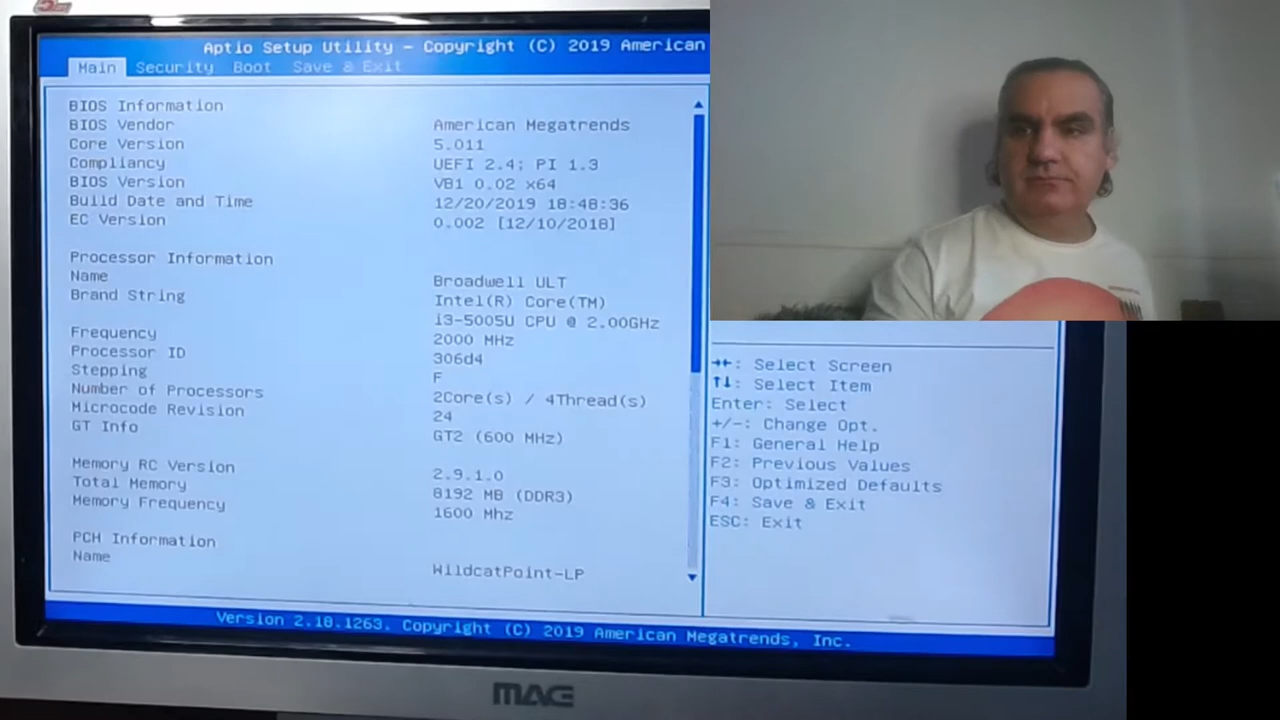 Aptio Setup Utility – Copyright (C) 2019 American
Main Security Boot Save & Exit
BIOS Information
BIOS Vendor American Megatrends
Core Version 5.011
Compliancy UEFI 2.4; PI 1.3
BIOS Version VB1 0.02 x64
Build Date and Time 12/20/2019 18:48:36
EC Version 0.002 [12/10/2018]
Processor Information
Name Broadwell ULT
Brand String Intel(R) Core(TM)
i3-5005U CPU @ 2.00GHz
Frequency 2000 MHz
Processor ID 306d4
Stepping F
Number of Processors 2Core(s) / 4Thread(s)
Microcode Revision 24
GT Info GT2 (600 MHz)
Memory RC Version 2.9.1.0
Total Memory 8192 MB (DDR3)
Memory Frequency 1600 Mhz
PCH Information
Name WildcatPoint-LP
→←: Select Screen
↑↓: Select Item
Enter: Select
+/-: Change Opt.
F1: General Help
F2: Previous Values
F3: Optimized Defaults
F4: Save & Exit
ESC: Exit
Version 2.18.1263. Copyright (C) 2019 American Megatrends, Inc.
MAG